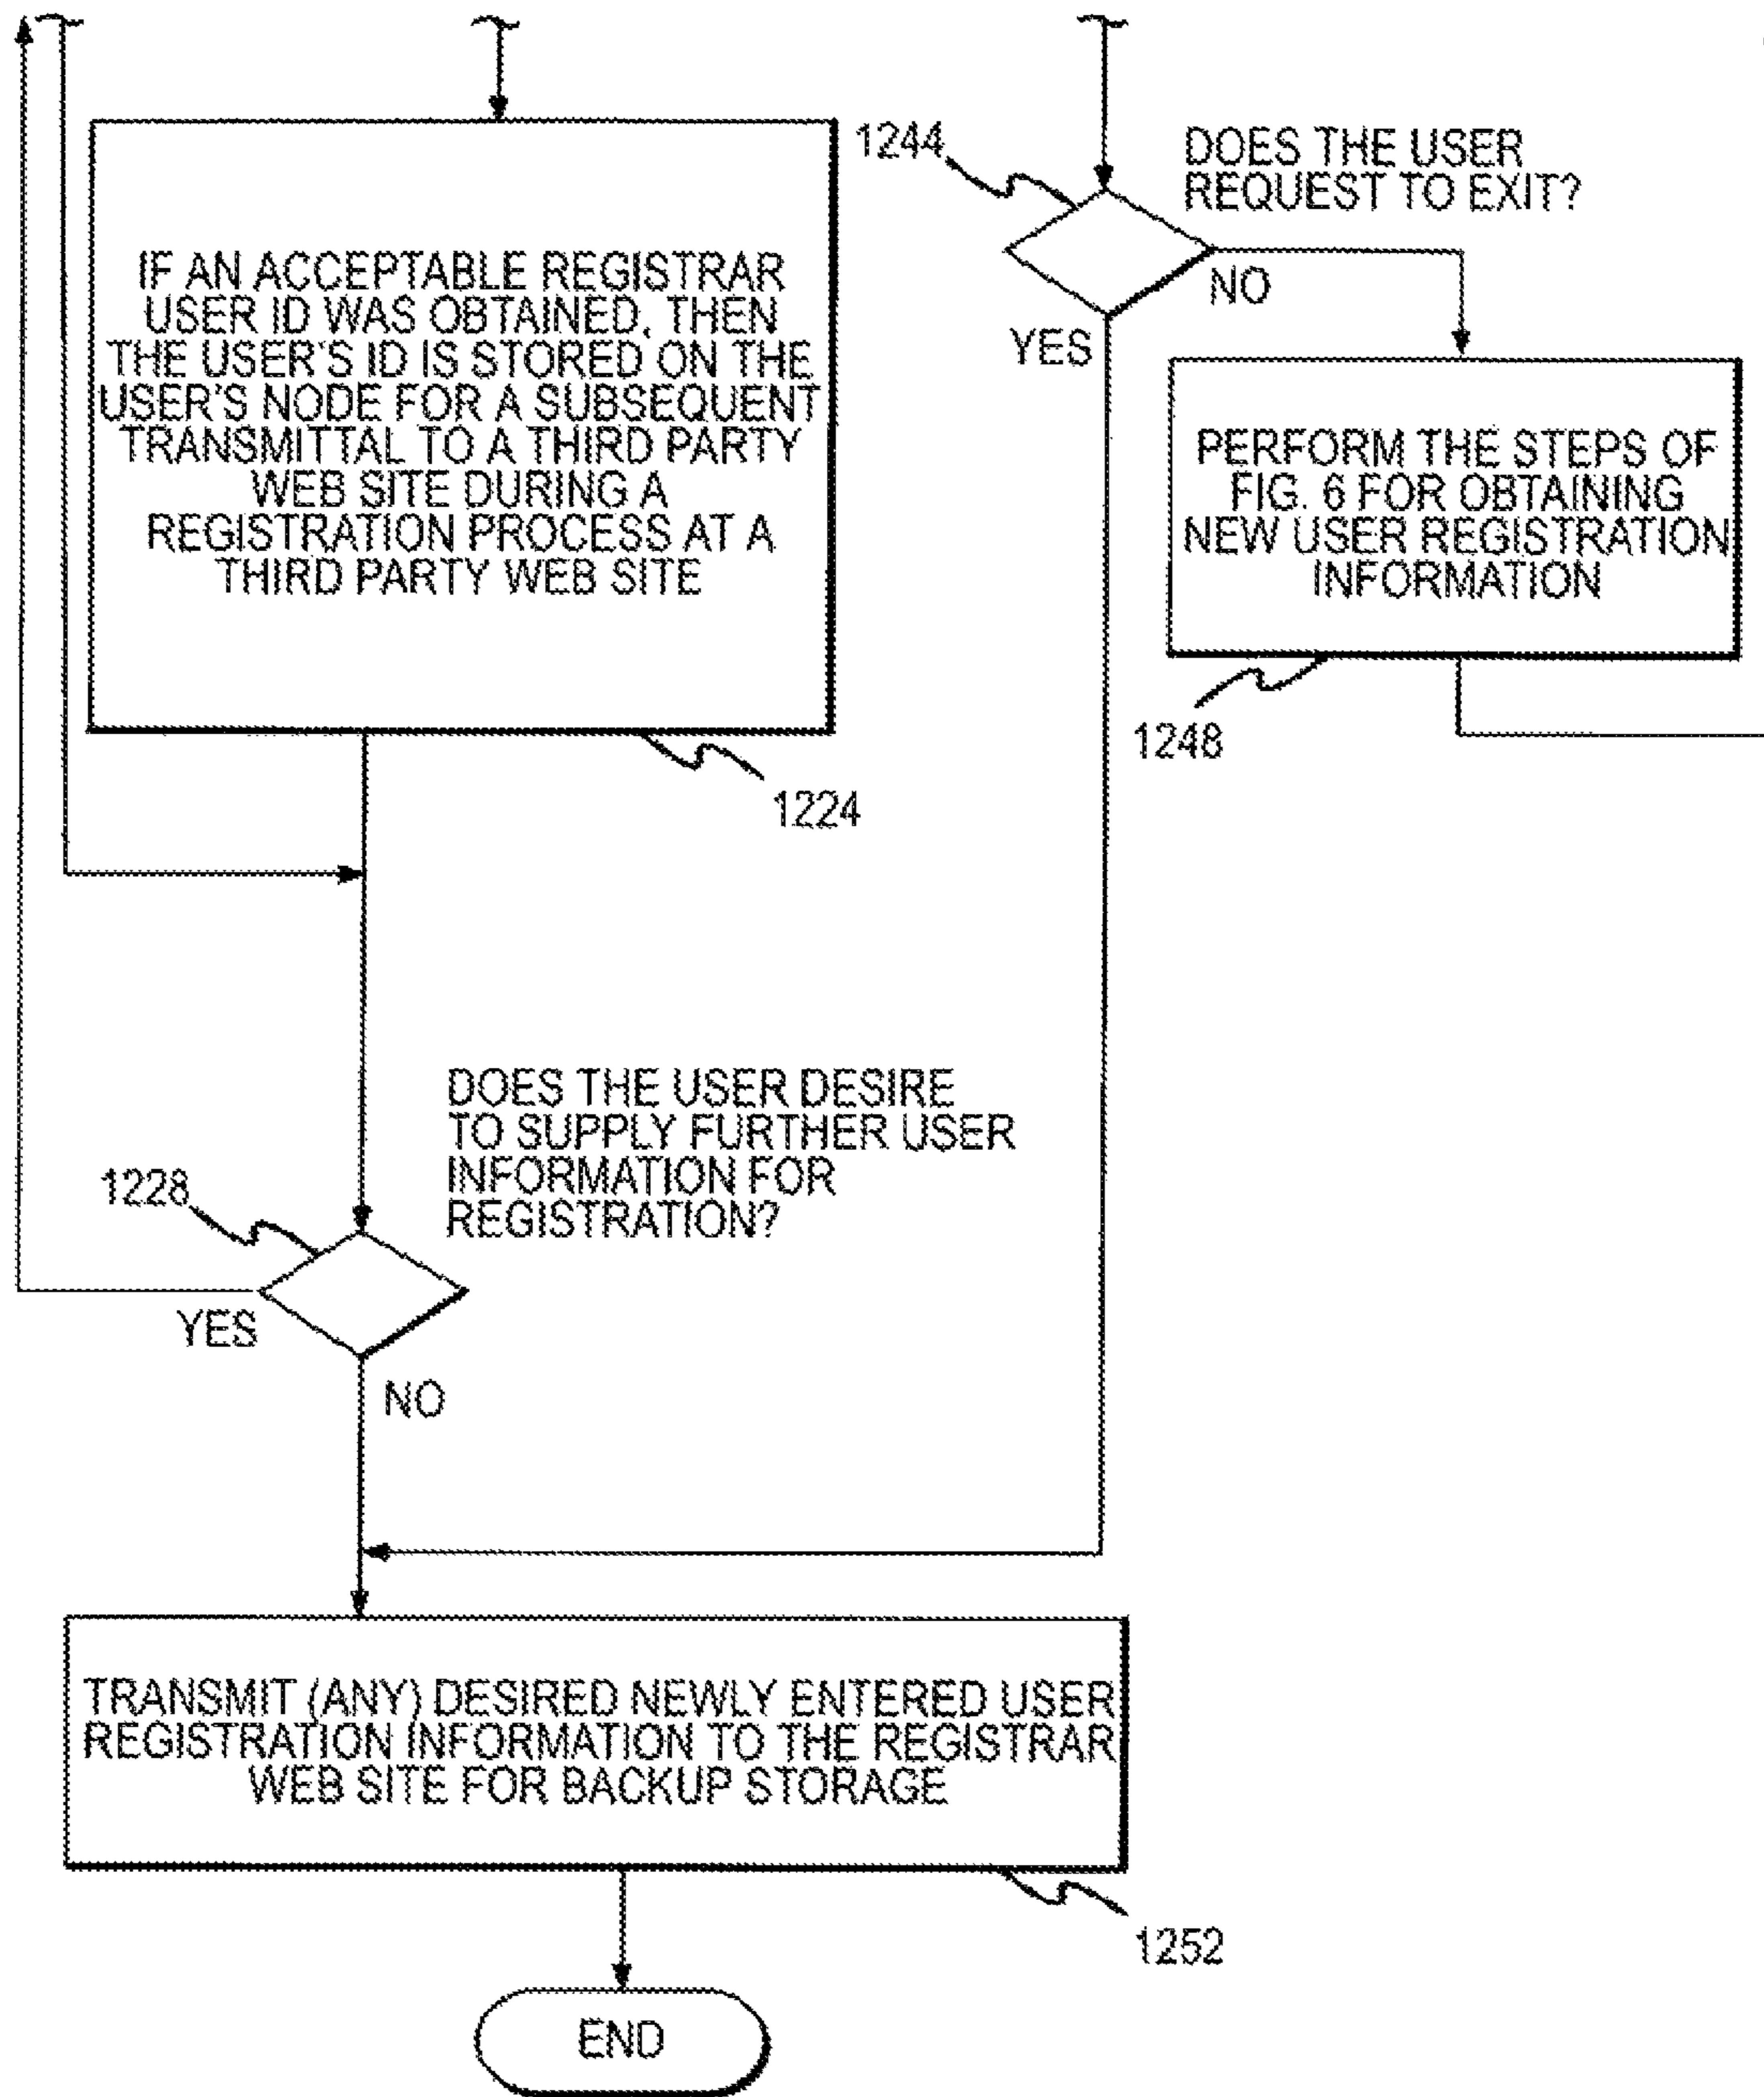 1244
DOES THE USER
REQUEST TO EXIT?
NO
YES
IF AN ACCEPTABLE REGISTRAR
USER ID WAS OBTAINED, THEN
THE USER'S ID IS STORED ON THE
USER'S NODE FOR A SUBSEQUENT
TRANSMITTAL TO A THIRD PARTY
WEB SITE DURING A
REGISTRATION PROCESS AT A
THIRD PARTY WEB SITE
1224
PERFORM THE STEPS OF
FIG. 6 FOR OBTAINING
NEW USER REGISTRATION
INFORMATION
1248
DOES THE USER DESIRE
TO SUPPLY FURTHER USER
INFORMATION FOR
REGISTRATION?
1228
YES
NO
TRANSMIT (ANY) DESIRED NEWLY ENTERED USER
REGISTRATION INFORMATION TO THE REGISTRAR
WEB SITE FOR BACKUP STORAGE
1252
END